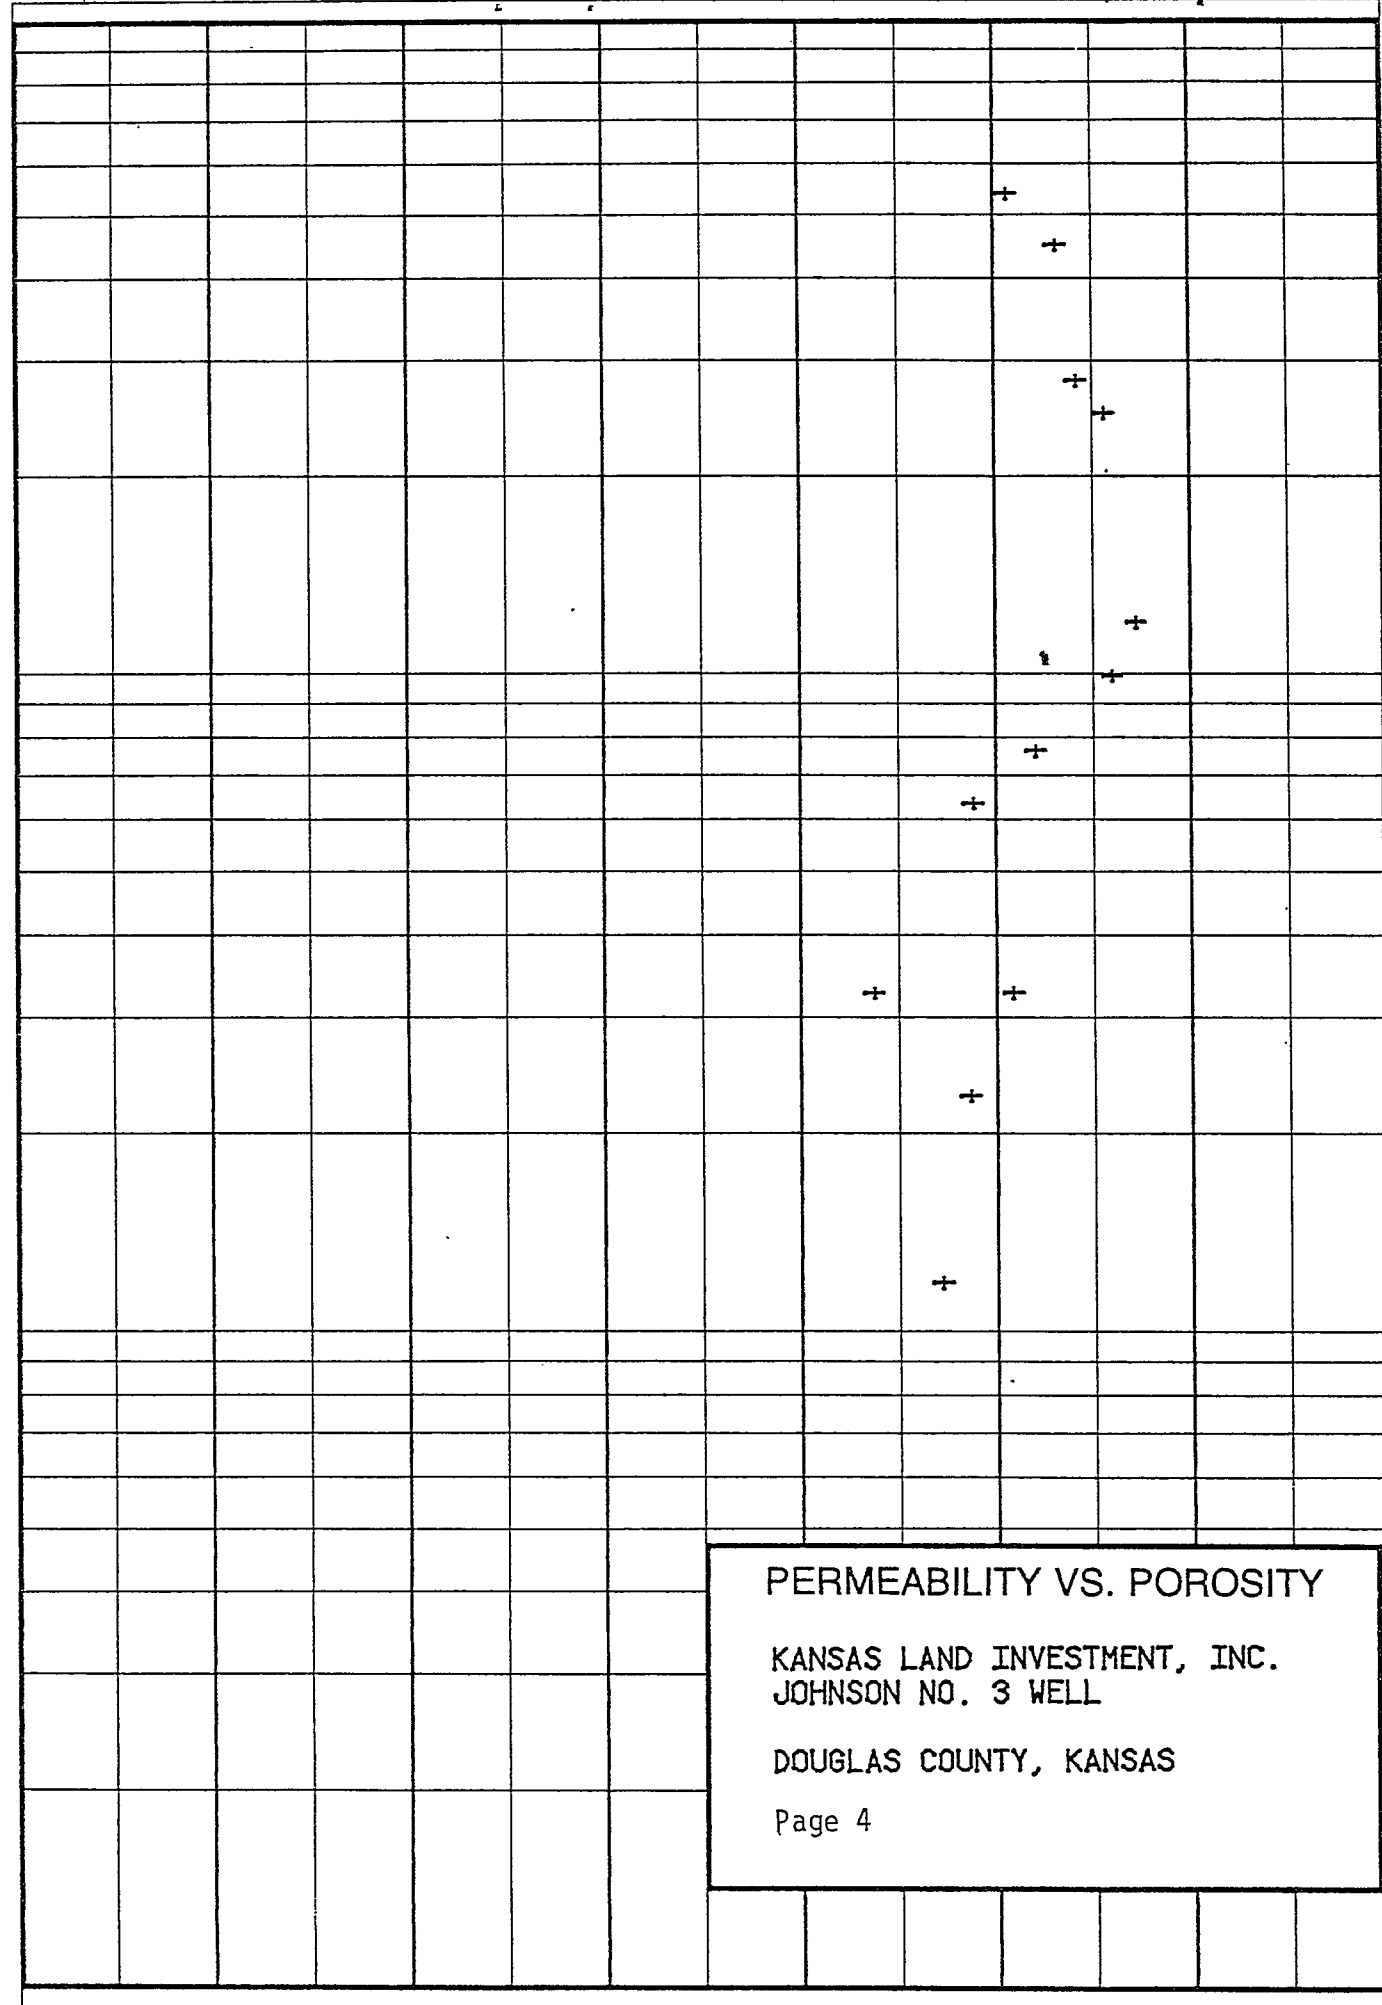 PERMEABILITY VS. POROSITY
KANSAS LAND INVESTMENT, INC.
JOHNSON NO. 3 WELL
DOUGLAS COUNTY, KANSAS
Page 4